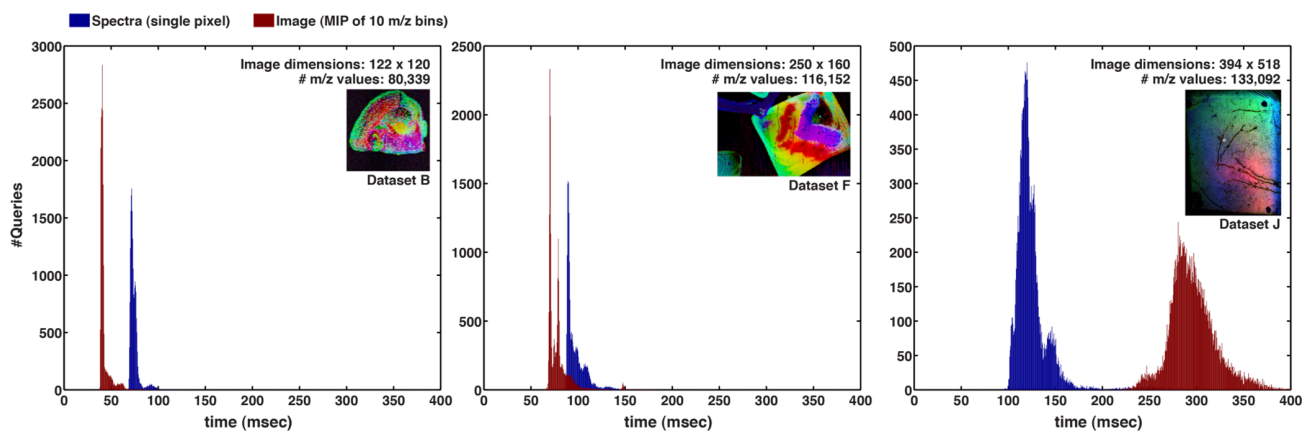 Spectra (single pixel) Image (MIP of 10 m/z bins)
#Queries
3000
2500
2000
1500
1000
500
0
Image dimensions: 122 x 120
# m/z values: 80,339
Dataset B
0 50 100 150 200 250 300 350 400
time (msec)
2500
2000
1500
1000
500
0
Image dimensions: 250 x 160
# m/z values: 116,152
Dataset F
0 50 100 150 200 250 300 350 400
time (msec)
500
450
400
350
300
250
200
150
100
50
0
Image dimensions: 394 x 518
# m/z values: 133,092
Dataset J
0 50 100 150 200 250 300 350 400
time (msec)